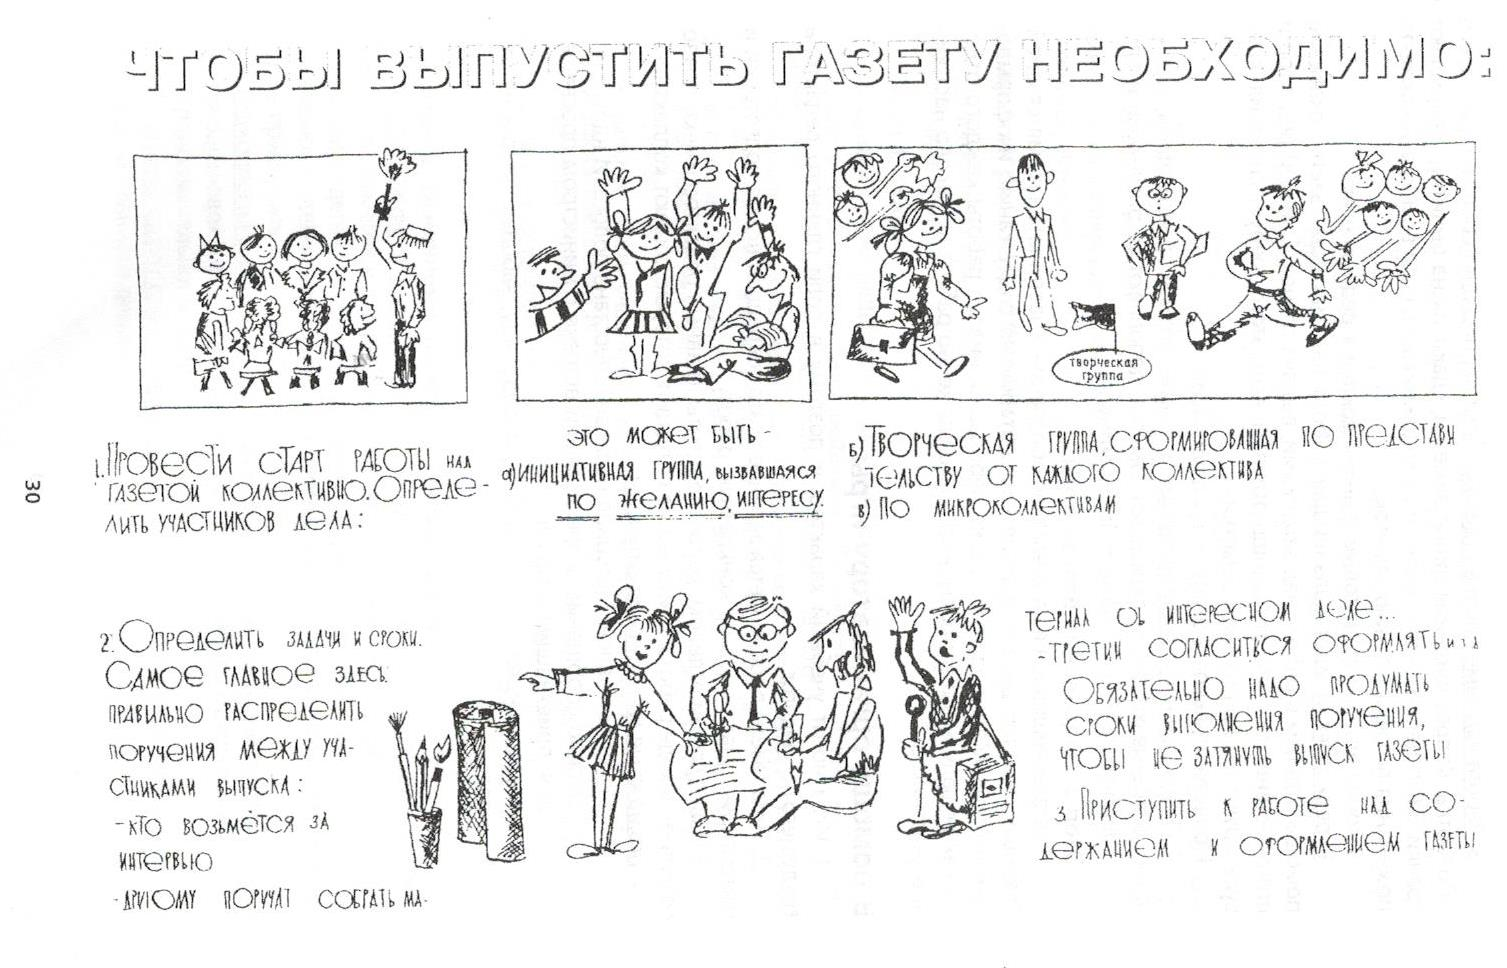 ЧТОБЫ ВЫПУСТИТЬ ГАЗЕТУ НЕОБХОДИМО:
творческая
группа
1. ПРОВЕСТИ СТАРТ РАБОТЫ НАД
ГАЗЕТОЙ КОЛЛЕКТИВНО. ОПРЕДЕ-
ЛИТЬ УЧАСТНИКОВ ДЕЛА:
ЭТО МОЖЕТ БЫТЬ -
а) ИНИЦИАТИВНАЯ ГРУППА, ВЫЗВАВШАЯСЯ
ПО ЖЕЛАНИЮ, ИНТЕРЕСУ.
Б) ТВОРЧЕСКАЯ ГРУППА, СФОРМИРОВАННАЯ ПО ПРЕДСТАВИ
ТЕЛЬСТВУ ОТ КАЖДОГО КОЛЛЕКТИВА
В) ПО МИКРОКОЛЛЕКТИВАМ
30
2. ОПРЕДЕЛИТЬ ЗАДАЧИ И СРОКИ.
САМОЕ ГЛАВНОЕ ЗДЕСЬ:
ПРАВИЛЬНО РАСПРЕДЕЛИТЬ
ПОРУЧЕНИЯ МЕЖДУ УЧА-
СТНИКАМИ ВЫПУСКА:
- КТО ВОЗЬМЁТСЯ ЗА
ИНТЕРВЬЮ
- ДРУГОМУ ПОРУЧАТ СОБРАТЬ МА-
ТЕРИАЛ ОБ ИНТЕРЕСНОМ ДЕЛЕ...
- ТРЕТИЙ СОГЛАСИТЬСЯ ОФОРМЛЯТЬ И Т Д
ОБЯЗАТЕЛЬНО НАДО ПРОДУМАТЬ
СРОКИ ВЫПОЛНЕНИЯ ПОРУЧЕНИЯ,
ЧТОБЫ НЕ ЗАТЯНУТЬ ВЫПУСК ГАЗЕТЫ
3. ПРИСТУПИТЬ К РАБОТЕ НАД СО-
ДЕРЖАНИЕМ И ОФОРМЛЕНИЕМ ГАЗЕТЫ